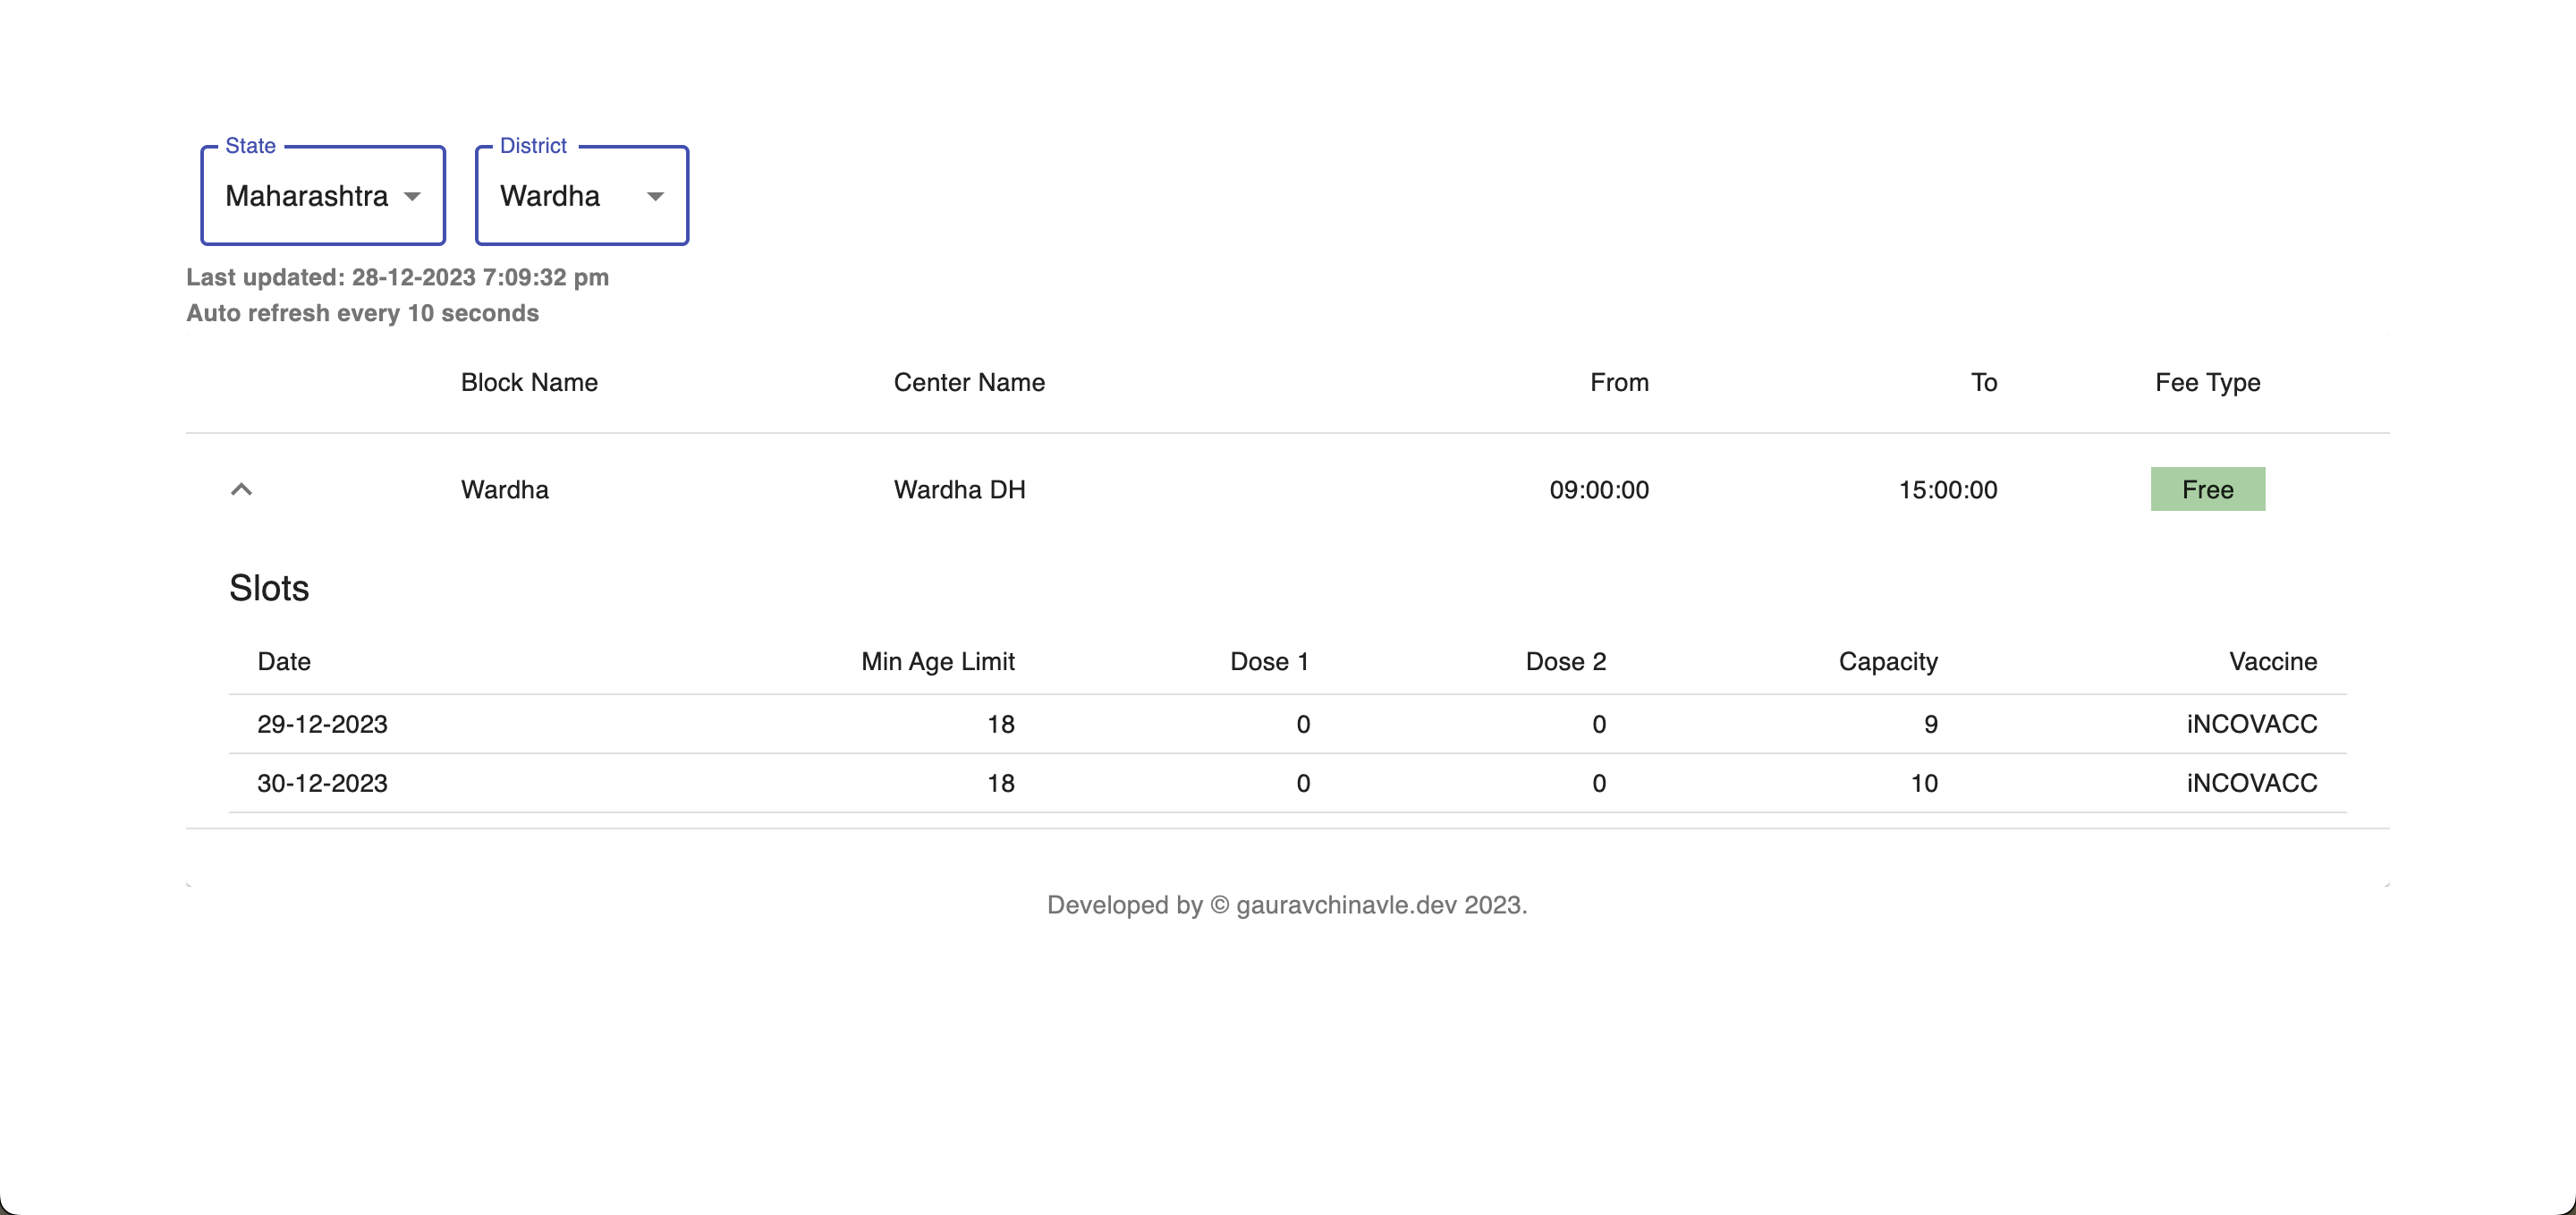 State District
Maharashtra Wardha
Last updated: 28-12-2023 7:09:32 pm
Auto refresh every 10 seconds
Block Name Center Name From To Fee Type
Wardha Wardha DH 09:00:00 15:00:00 Free
Slots
Date Min Age Limit Dose 1 Dose 2 Capacity Vaccine
29-12-2023 18 0 0 9 iNCOVACC
30-12-2023 18 0 0 10 iNCOVACC
Developed by © gauravchinavle.dev 2023.